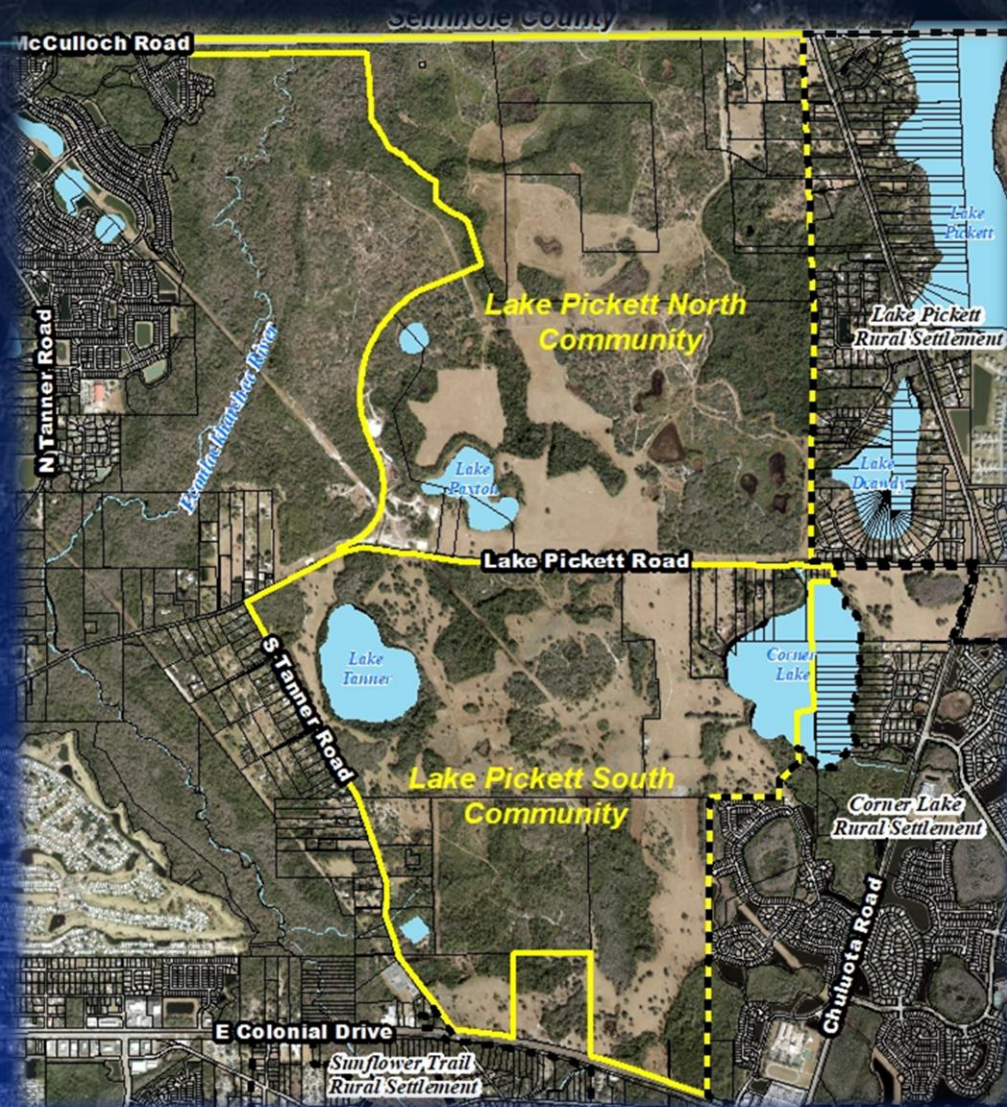 Seminole County
McCulloch Road
Lake
Pickett
Lake Pickett North
Community
Lake Pickett
Rural Settlement
N Tanner Road
Econlockhatchee River
Lake
Drawdy
Lake
Paxton
Lake Pickett Road
Lake
Tanner
Corner
Lake
S Tanner Road
Lake Pickett South
Community
Corner Lake
Rural Settlement
Chuluota Road
E Colonial Drive
Sunflower Trail
Rural Settlement